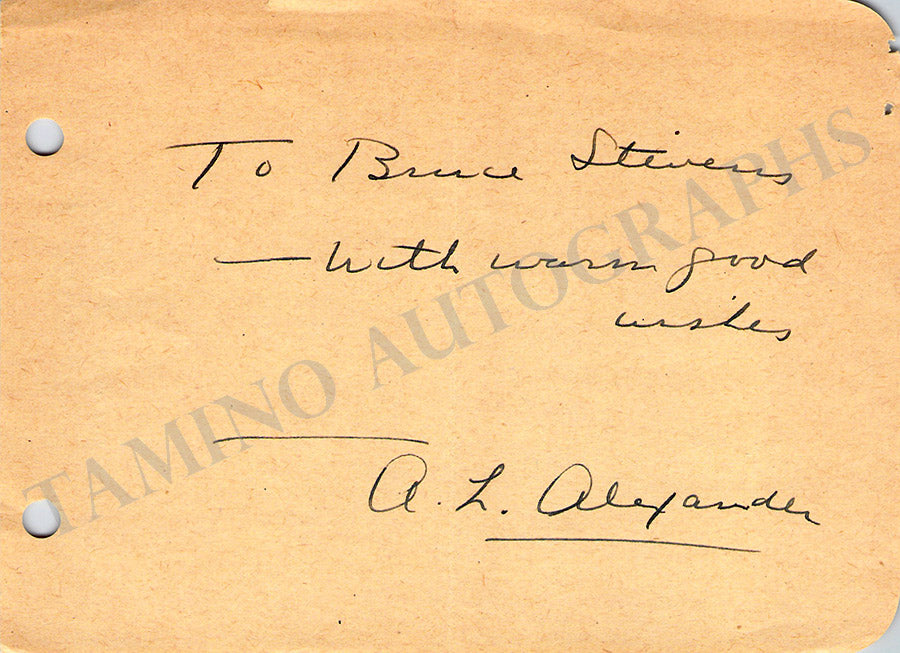 To Bruce Stevens
— With warm good
wishes
A. L. Alexander
TAMINO AUTOGRAPHS